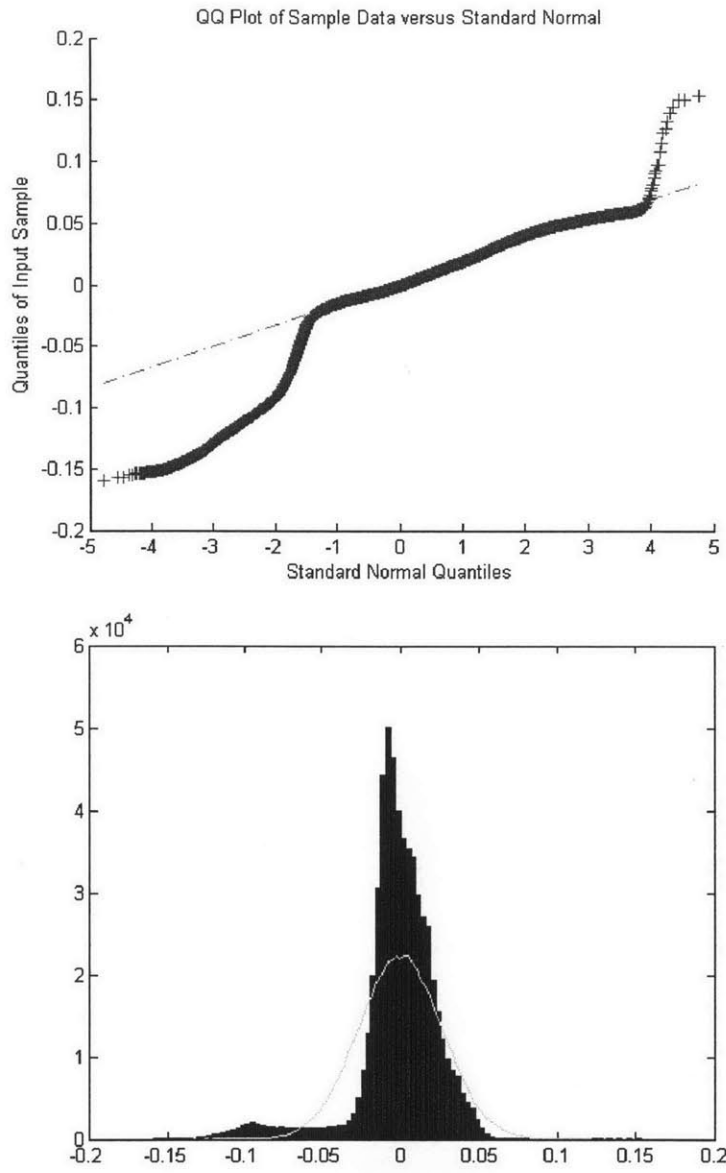 QQ Plot of Sample Data versus Standard Normal
0.2
0.15
0.1
0.05
0
-0.05
-0.1
-0.15
-0.2
Quantiles of Input Sample
-5 -4 -3 -2 -1 0 1 2 3 4 5
Standard Normal Quantiles
x 10^4
6
5
4
3
2
1
0
-0.2 -0.15 -0.1 -0.05 0 0.05 0.1 0.15 0.2